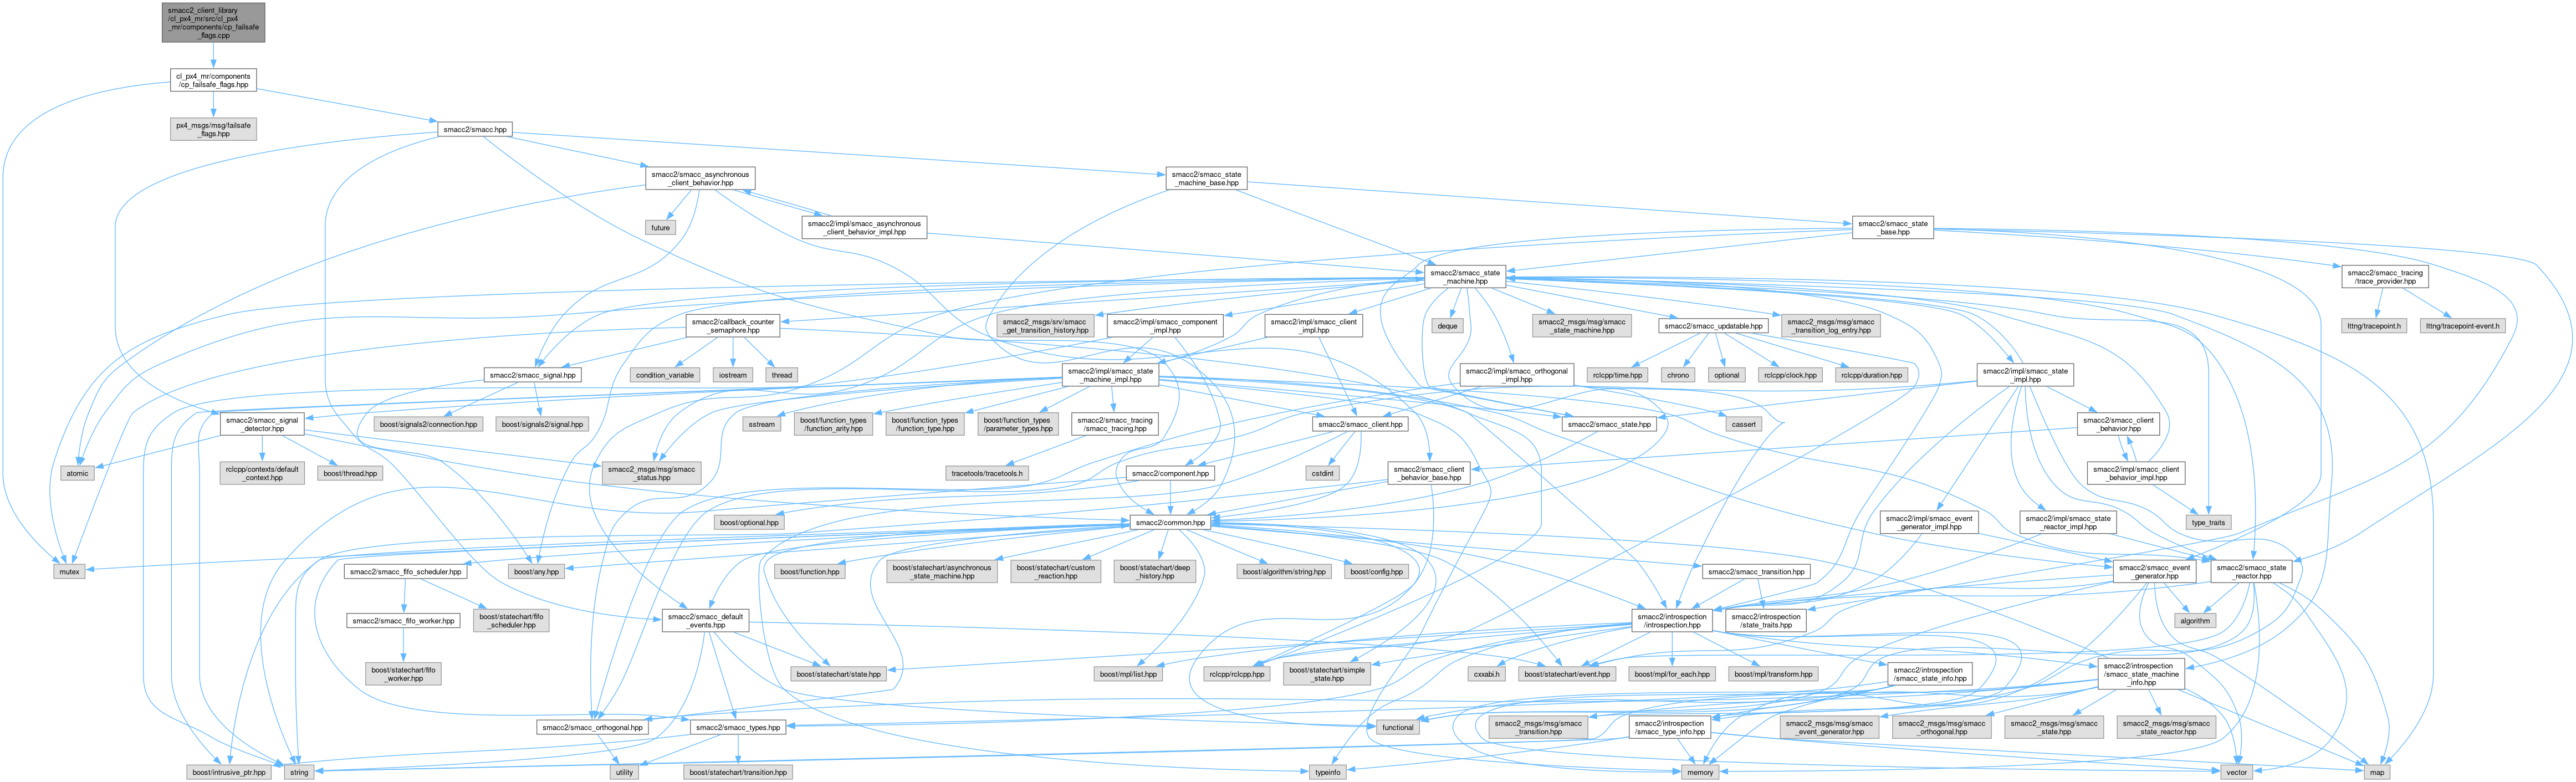 smacc2_client_library
/cl_px4_mr/src/cl_px4
_mr/components/cp_failsafe
_flags.cpp
cl_px4_mr/components
/cp_failsafe_flags.hpp
px4_msgs/msg/failsafe
_flags.hpp
smacc2/smacc.hpp
smacc2/smacc_asynchronous
_client_behavior.hpp
smacc2/smacc_state
_machine_base.hpp
future
smacc2/impl/smacc_asynchronous
_client_behavior_impl.hpp
smacc2/smacc_state
_base.hpp
smacc2/smacc_state
_machine.hpp
smacc2/smacc_tracing
/trace_provider.hpp
smacc2/callback_counter
_semaphore.hpp
smacc2_msgs/srv/smacc
_get_transition_history.hpp
smacc2/impl/smacc_component
_impl.hpp
smacc2/impl/smacc_client
_impl.hpp
deque
smacc2_msgs/msg/smacc
_state_machine.hpp
smacc2/smacc_updatable.hpp
smacc2_msgs/msg/smacc
_transition_log_entry.hpp
lttng/tracepoint.h
lttng/tracepoint-event.h
smacc2/smacc_signal.hpp
condition_variable
iostream
thread
smacc2/impl/smacc_state
_machine_impl.hpp
smacc2/impl/smacc_orthogonal
_impl.hpp
rclcpp/time.hpp
chrono
optional
rclcpp/clock.hpp
rclcpp/duration.hpp
smacc2/impl/smacc_state
_impl.hpp
smacc2/smacc_signal
_detector.hpp
boost/signals2/connection.hpp
boost/signals2/signal.hpp
sstream
boost/function_types
/function_arity.hpp
boost/function_types
/function_type.hpp
boost/function_types
/parameter_types.hpp
smacc2/smacc_tracing
/smacc_tracing.hpp
smacc2/smacc_client.hpp
smacc2/smacc_state.hpp
cassert
smacc2/smacc_client
_behavior.hpp
atomic
rclcpp/contexts/default
_context.hpp
boost/thread.hpp
smacc2_msgs/msg/smacc
_status.hpp
tracetools/tracetools.h
smacc2/component.hpp
cstdint
smacc2/smacc_client
_behavior_base.hpp
smacc2/impl/smacc_client
_behavior_impl.hpp
boost/optional.hpp
smacc2/common.hpp
smacc2/impl/smacc_event
_generator_impl.hpp
smacc2/impl/smacc_state
_reactor_impl.hpp
type_traits
mutex
smacc2/smacc_fifo_scheduler.hpp
boost/any.hpp
boost/function.hpp
boost/statechart/asynchronous
_state_machine.hpp
boost/statechart/custom
_reaction.hpp
boost/statechart/deep
_history.hpp
boost/algorithm/string.hpp
boost/config.hpp
smacc2/smacc_transition.hpp
smacc2/smacc_event
_generator.hpp
smacc2/smacc_state
_reactor.hpp
smacc2/smacc_fifo_worker.hpp
boost/statechart/fifo
_scheduler.hpp
smacc2/smacc_default
_events.hpp
smacc2/introspection
/introspection.hpp
smacc2/introspection
/state_traits.hpp
algorithm
boost/statechart/fifo
_worker.hpp
boost/statechart/state.hpp
boost/mpl/list.hpp
rclcpp/rclcpp.hpp
boost/statechart/simple
_state.hpp
cxxabi.h
boost/statechart/event.hpp
boost/mpl/for_each.hpp
boost/mpl/transform.hpp
smacc2/introspection
/smacc_state_info.hpp
smacc2/introspection
/smacc_state_machine
_info.hpp
smacc2/smacc_orthogonal.hpp
smacc2/smacc_types.hpp
functional
smacc2_msgs/msg/smacc
_transition.hpp
smacc2/introspection
/smacc_type_info.hpp
smacc2_msgs/msg/smacc
_event_generator.hpp
smacc2_msgs/msg/smacc
_orthogonal.hpp
smacc2_msgs/msg/smacc
_state.hpp
smacc2_msgs/msg/smacc
_state_reactor.hpp
boost/intrusive_ptr.hpp
string
utility
boost/statechart/transition.hpp
typeinfo
memory
vector
map